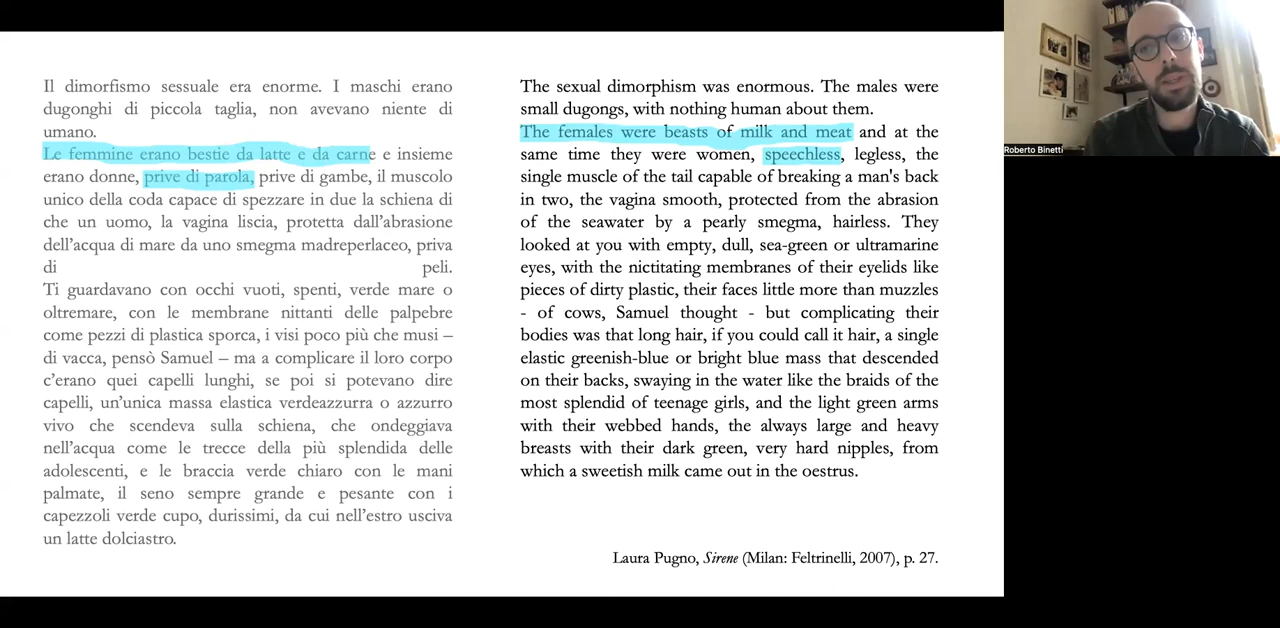 Il dimorfismo sessuale era enorme. I maschi erano
dugonghi di piccola taglia, non avevano niente di
umano.
Le femmine erano bestie da latte e da carne e insieme
erano donne, prive di parola, prive di gambe, il muscolo
unico della coda capace di spezzare in due la schiena di
che un uomo, la vagina liscia, protetta dall’abrasione
dell’acqua di mare da uno smegma madreperlaceo, priva
di peli.
Ti guardavano con occhi vuoti, spenti, verde mare o
oltremare, con le membrane nittanti delle palpebre
come pezzi di plastica sporca, i visi poco più che musi –
di vacca, pensò Samuel – ma a complicare il loro corpo
c’erano quei capelli lunghi, se poi si potevano dire
capelli, un’unica massa elastica verdeazzurra o azzurro
vivo che scendeva sulla schiena, che ondeggiava
nell’acqua come le trecce della più splendida delle
adolescenti, e le braccia verde chiaro con le mani
palmate, il seno sempre grande e pesante con i
capezzoli verde cupo, durissimi, da cui nell’estro usciva
un latte dolciastro.
The sexual dimorphism was enormous. The males were
small dugongs, with nothing human about them.
The females were beasts of milk and meat and at the
same time they were women, speechless, legless, the
single muscle of the tail capable of breaking a man's back
in two, the vagina smooth, protected from the abrasion
of the seawater by a pearly smegma, hairless. They
looked at you with empty, dull, sea-green or ultramarine
eyes, with the nictitating membranes of their eyelids like
pieces of dirty plastic, their faces little more than muzzles
- of cows, Samuel thought - but complicating their
bodies was that long hair, if you could call it hair, a single
elastic greenish-blue or bright blue mass that descended
on their backs, swaying in the water like the braids of the
most splendid of teenage girls, and the light green arms
with their webbed hands, the always large and heavy
breasts with their dark green, very hard nipples, from
which a sweetish milk came out in the oestrus.
Laura Pugno, Sirene (Milan: Feltrinelli, 2007), p. 27.
Roberto Binetti